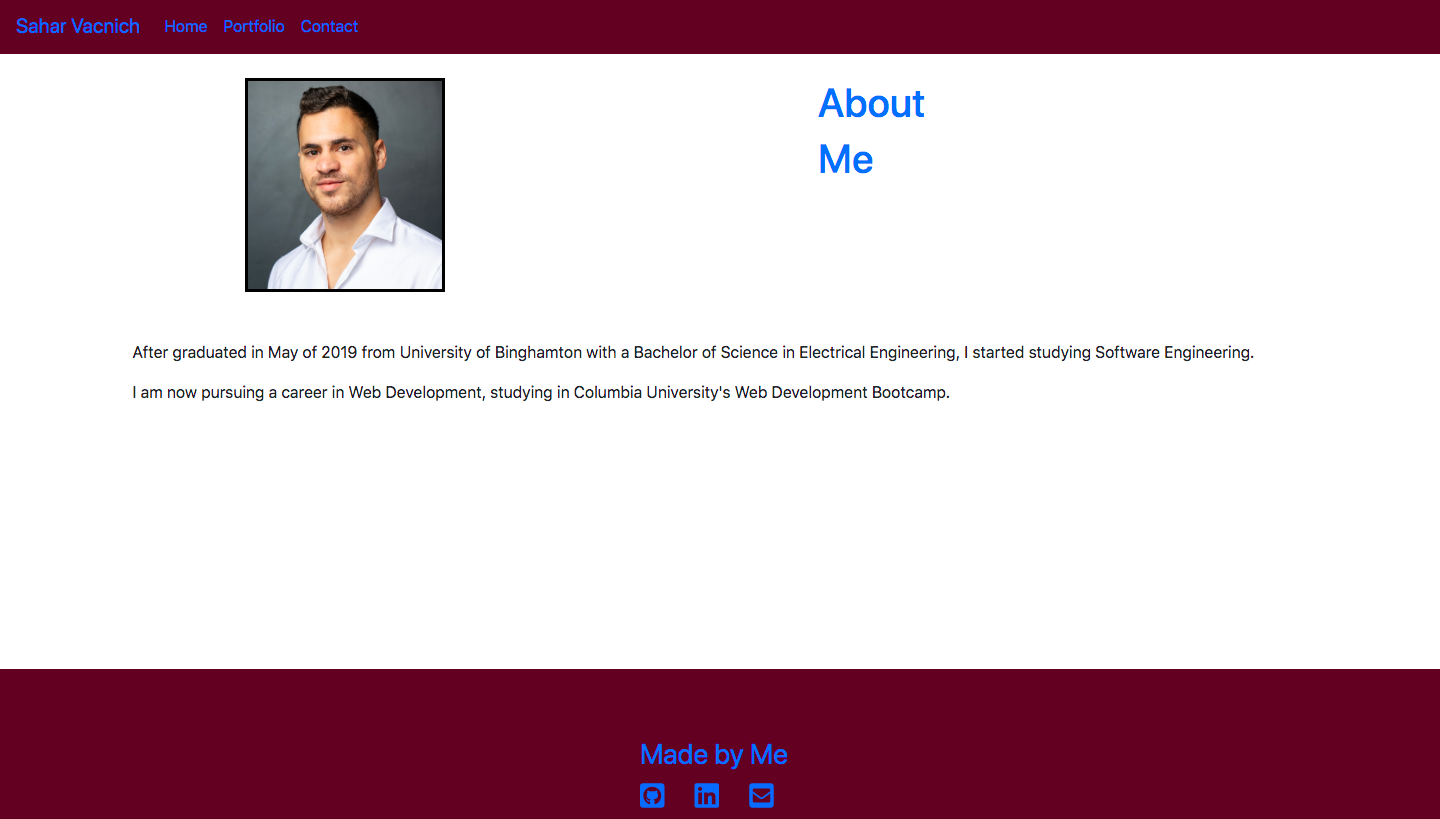 Sahar Vacnich Home Portfolio Contact
About
Me
After graduated in May of 2019 from University of Binghamton with a Bachelor of Science in Electrical Engineering, I started studying Software Engineering.
I am now pursuing a career in Web Development, studying in Columbia University's Web Development Bootcamp.
Made by Me